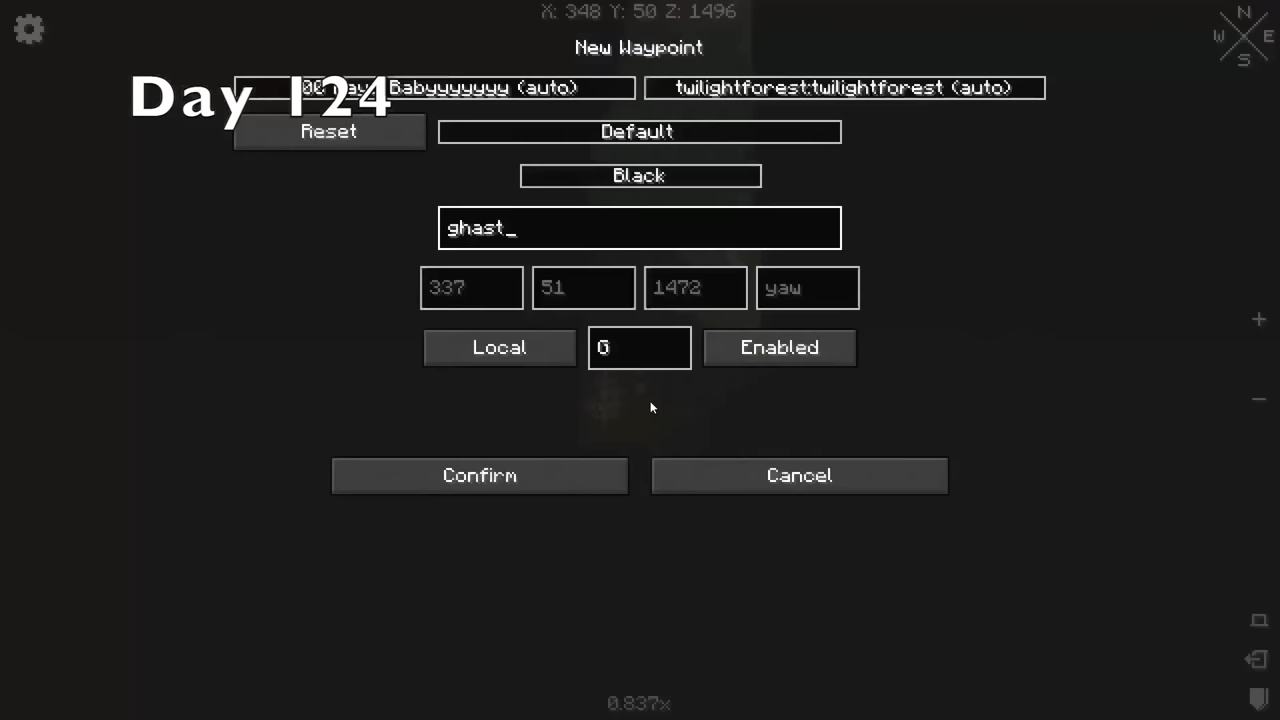 X: 348 Y: 50 Z: 1496
N
W E
S
New Waypoint
Day 124
Babyyyyyyy (auto) twilightforest:twilightforest (auto)
Reset Default
Black
ghast_
337 51 1472 yaw
Local G Enabled
+
-
Confirm Cancel
0.837x